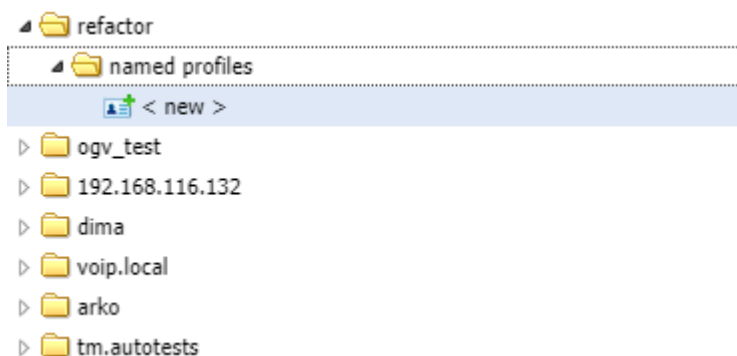 refactor
named profiles
< new >
ogv_test
192.168.116.132
dima
voip.local
arko
tm.autotests